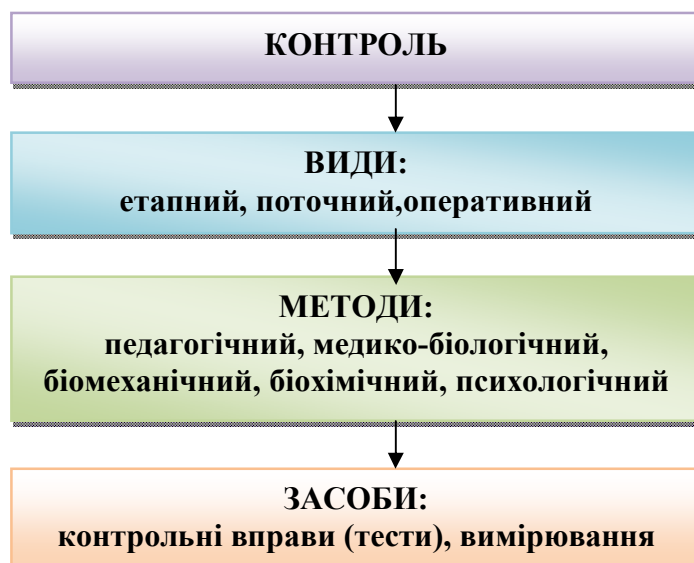 КОНТРОЛЬ
ВИДИ:
етапний, поточний,оперативний
МЕТОДИ:
педагогічний, медико-біологічний,
біомеханічний, біохімічний, психологічний
ЗАСОБИ:
контрольні вправи (тести), вимірювання